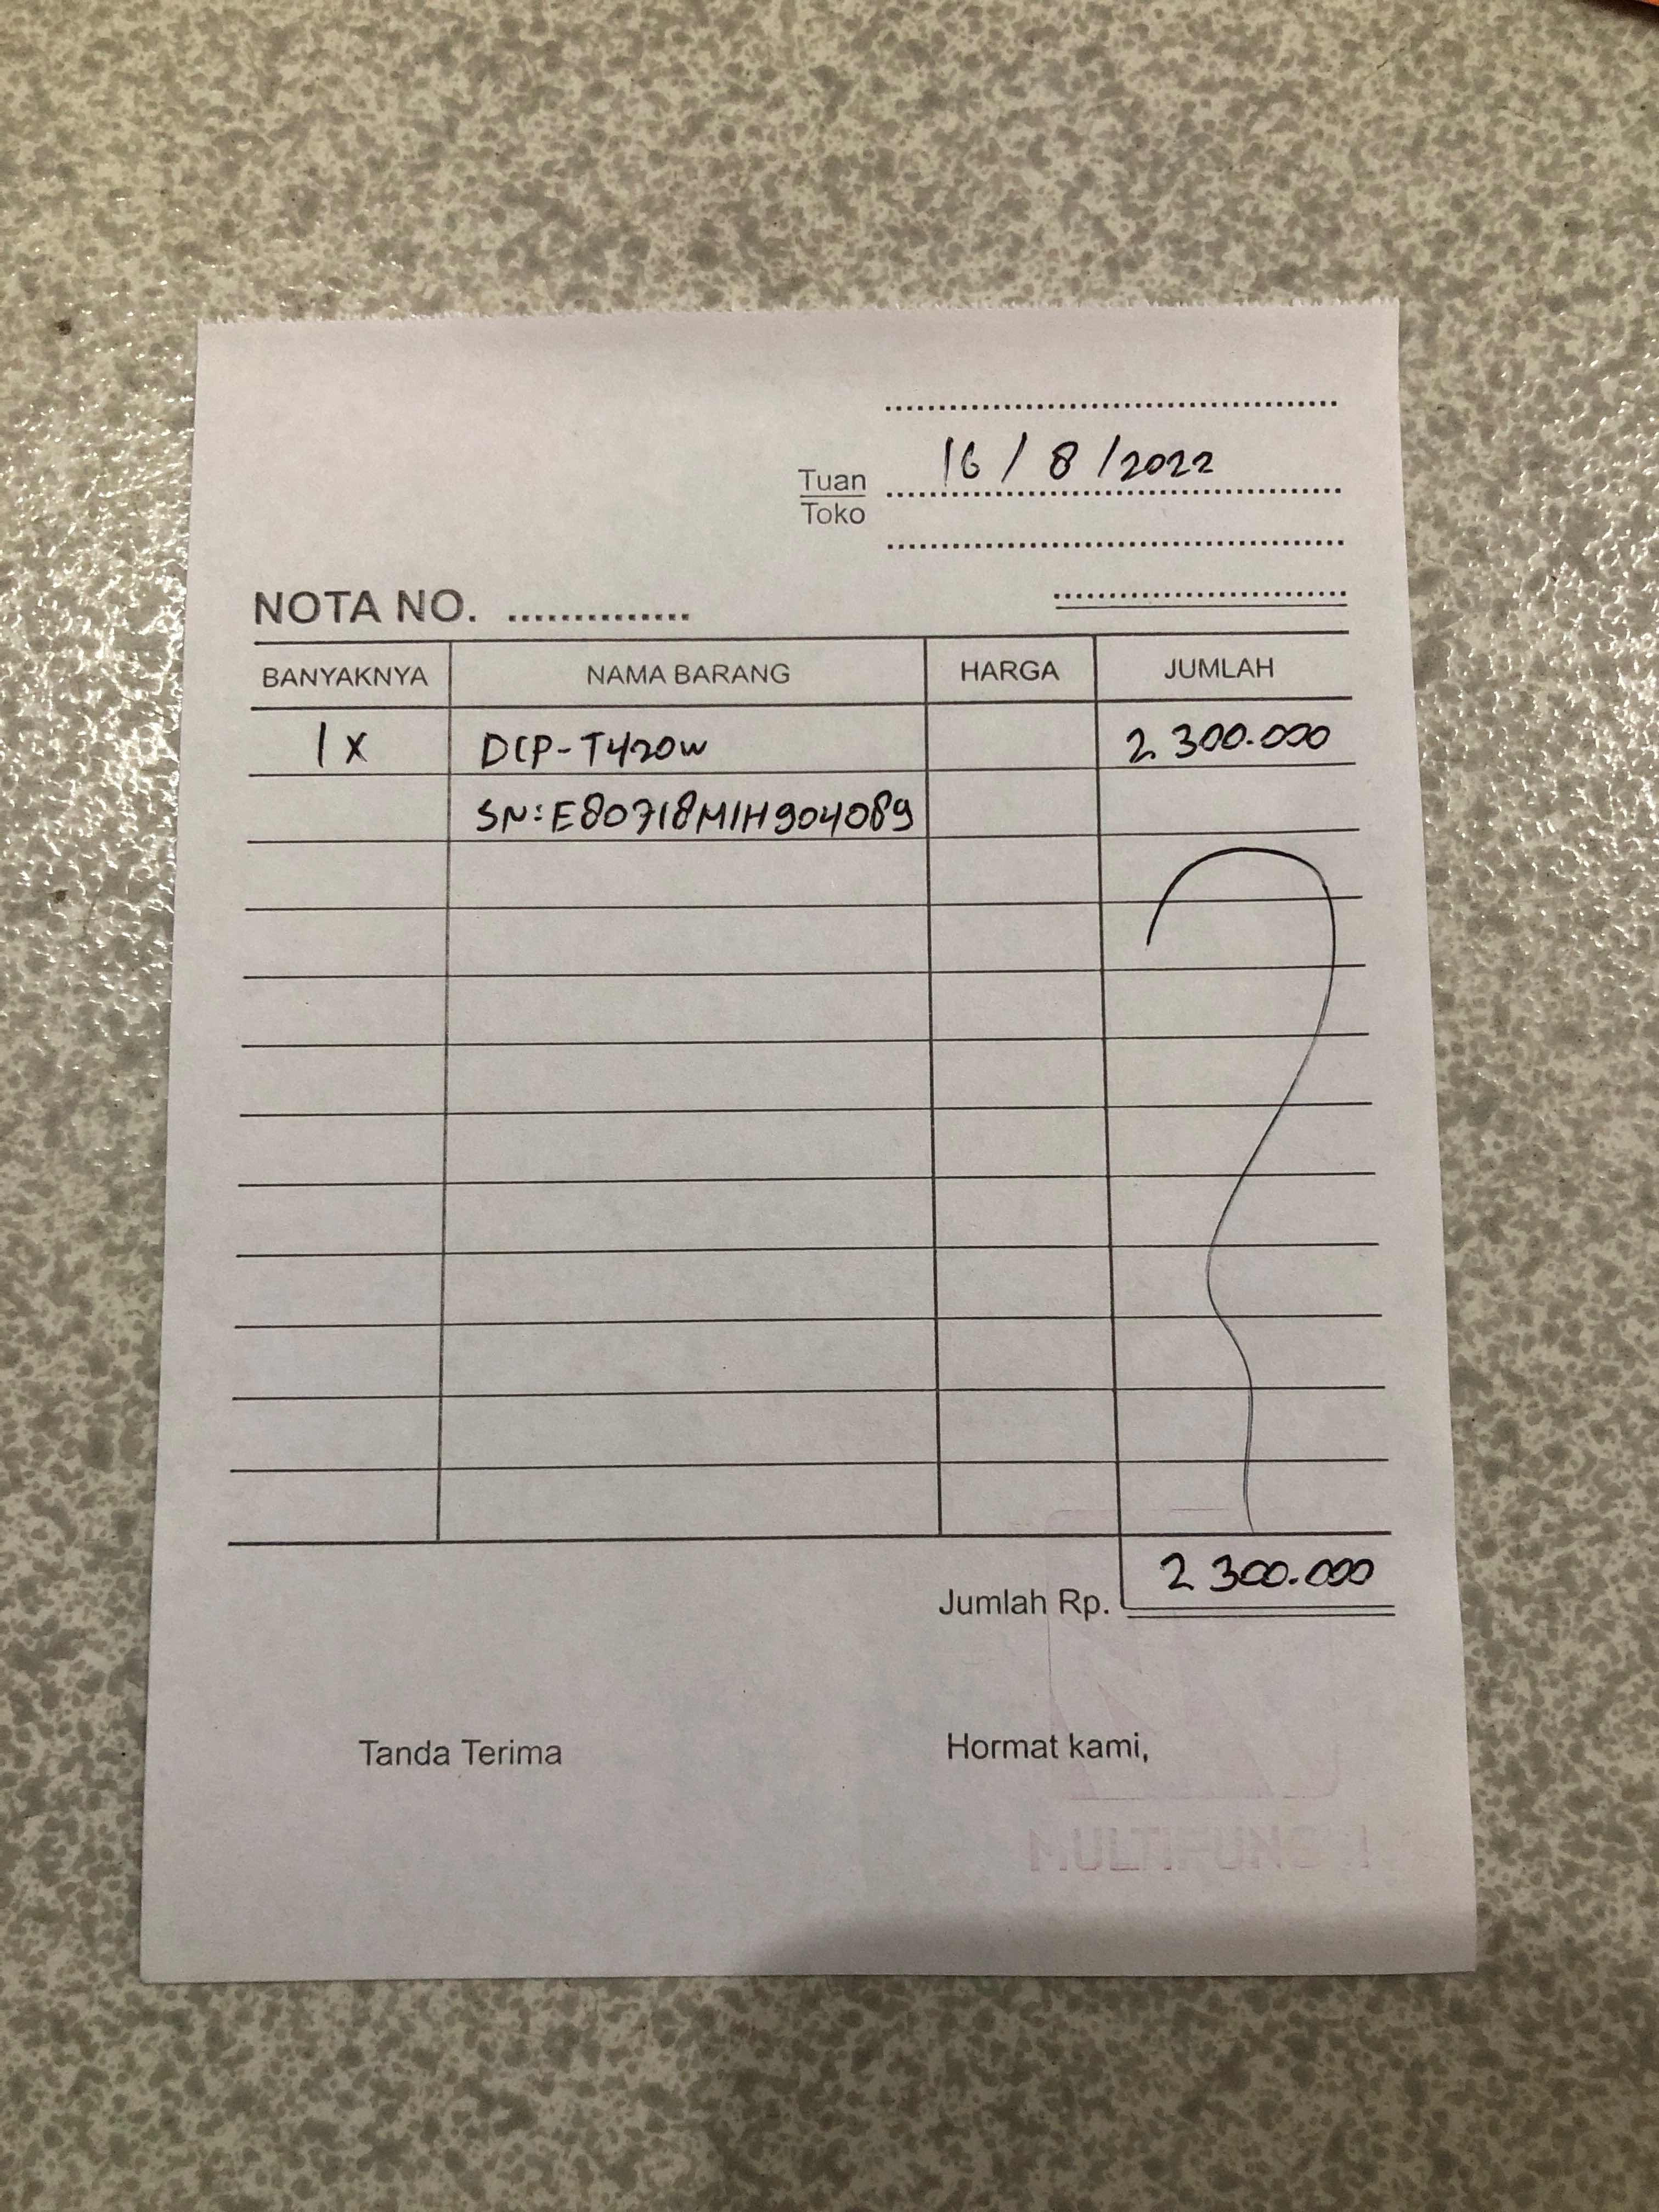 16 / 8 / 2022
Tuan
Toko
NOTA NO. ..............
BANYAKNYA NAMA BARANG HARGA JUMLAH
1 x DCP-T420W 2 300.000
SN:E80718M1H904089
Jumlah Rp. 2 300.000
Tanda Terima Hormat kami,